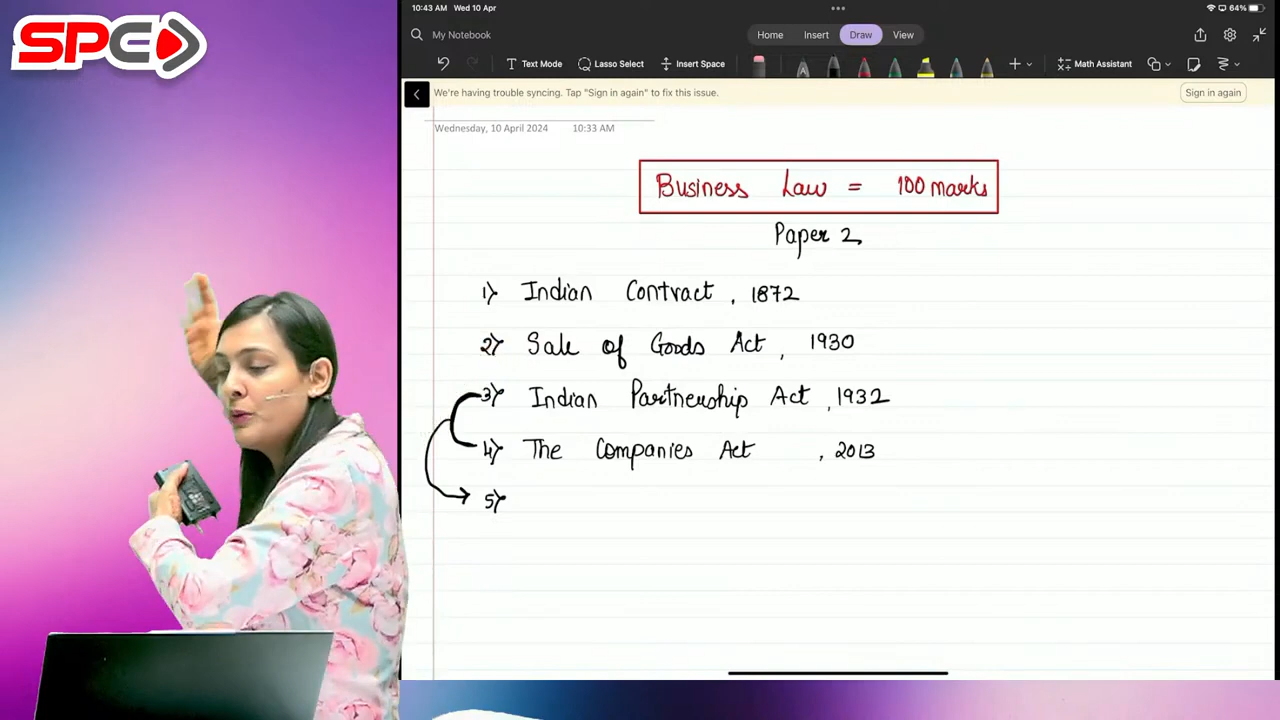 SPC
10:43 AM Wed 10 Apr
64%
My Notebook
Home Insert Draw View
Text Mode Lasso Select Insert Space Math Assistant
We're having trouble syncing. Tap "Sign in again" to fix this issue.
Sign in again
Wednesday, 10 April 2024 10:33 AM
Business Law = 100 marks
Paper 2
1) Indian Contract , 1872
2) Sale of Goods Act , 1930
3) Indian Partnership Act , 1932
4) The Companies Act , 2013
5)